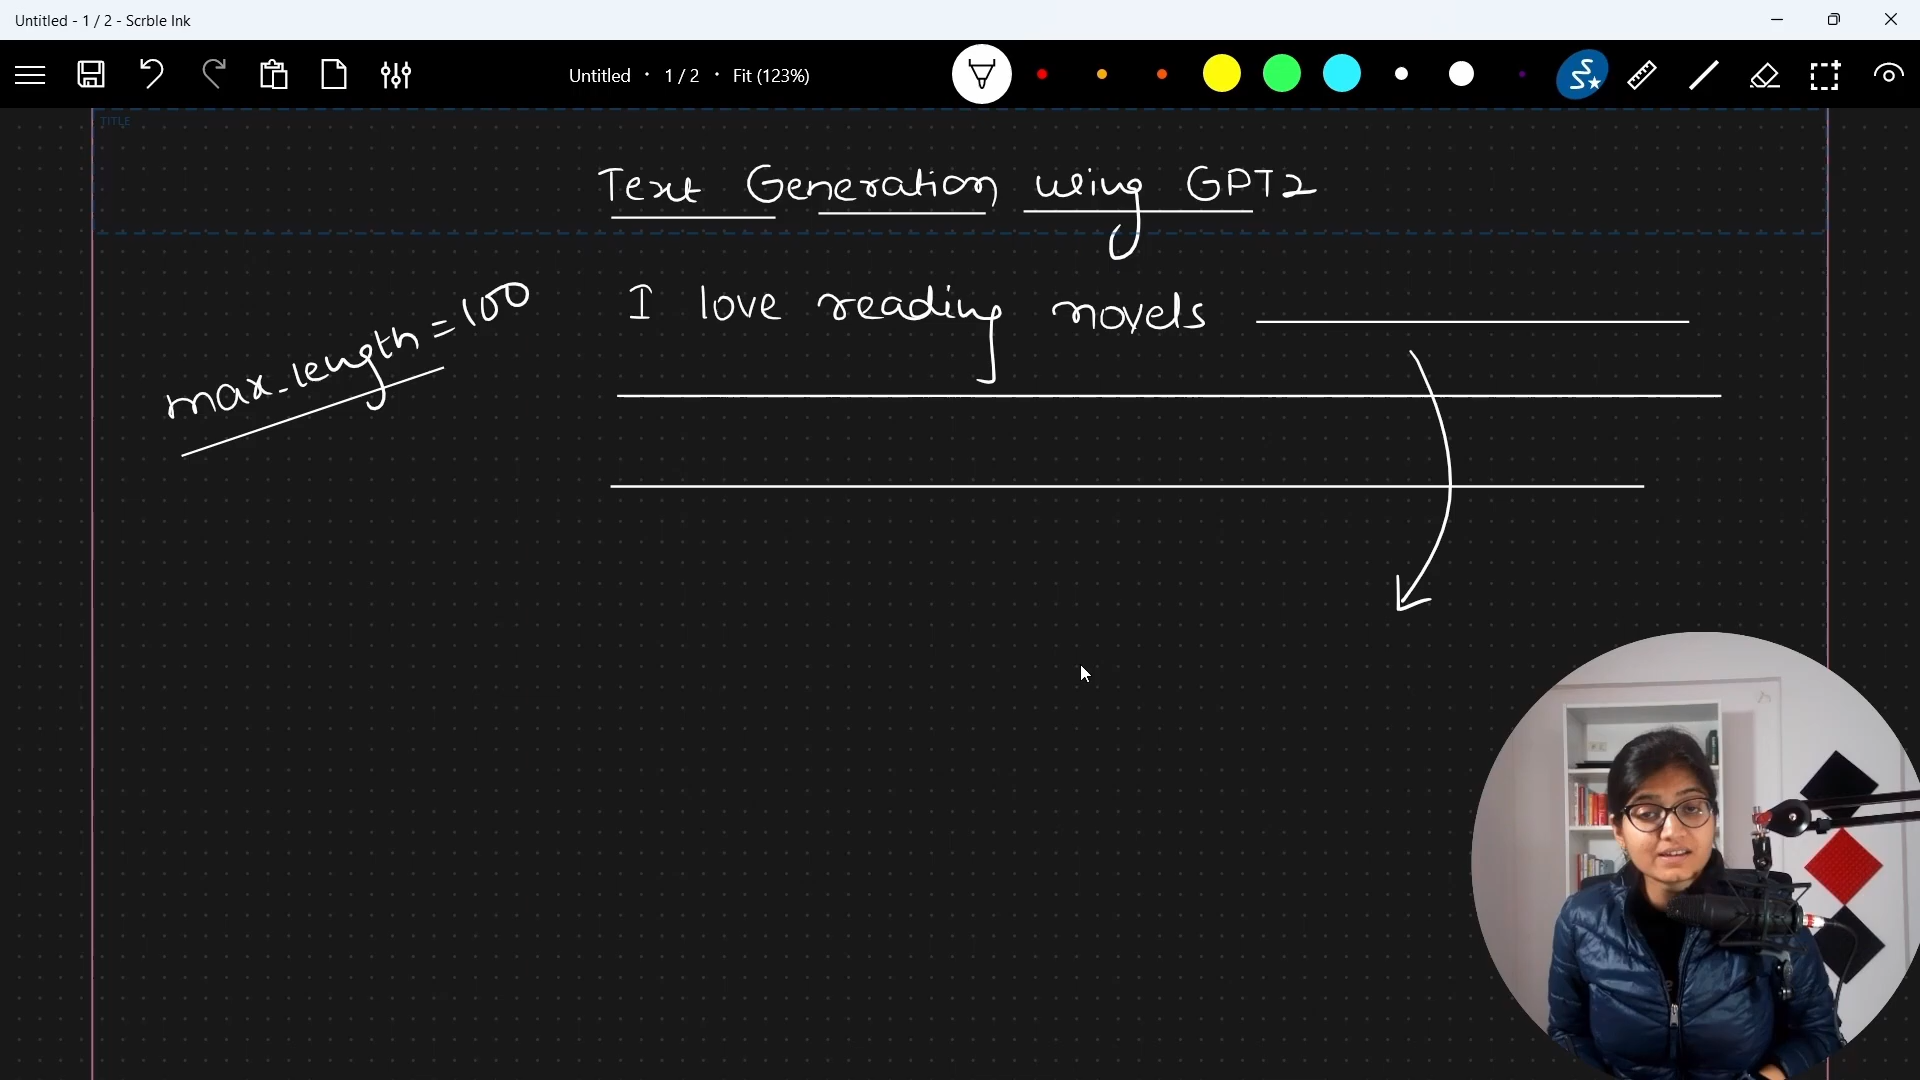 Untitled - 1 / 2 - Scrble Ink
Untitled • 1 / 2 • Fit (123%)
TITLE
Text Generation using GPT2
I love reading novels
max_length = 100